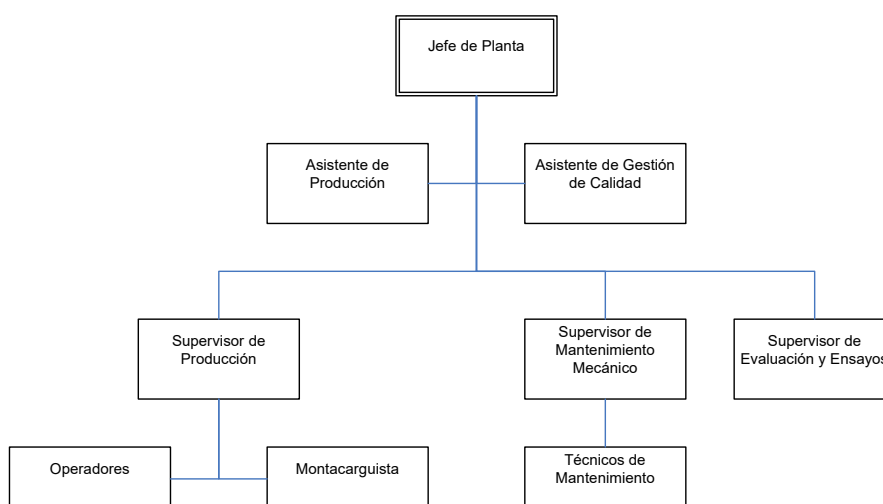 Jefe de Planta
Asistente de
Producción
Asistente de Gestión
de Calidad
Supervisor de
Producción
Supervisor de
Mantenimiento
Mecánico
Supervisor de
Evaluación y Ensayos
Operadores
Montacarguista
Técnicos de
Mantenimiento